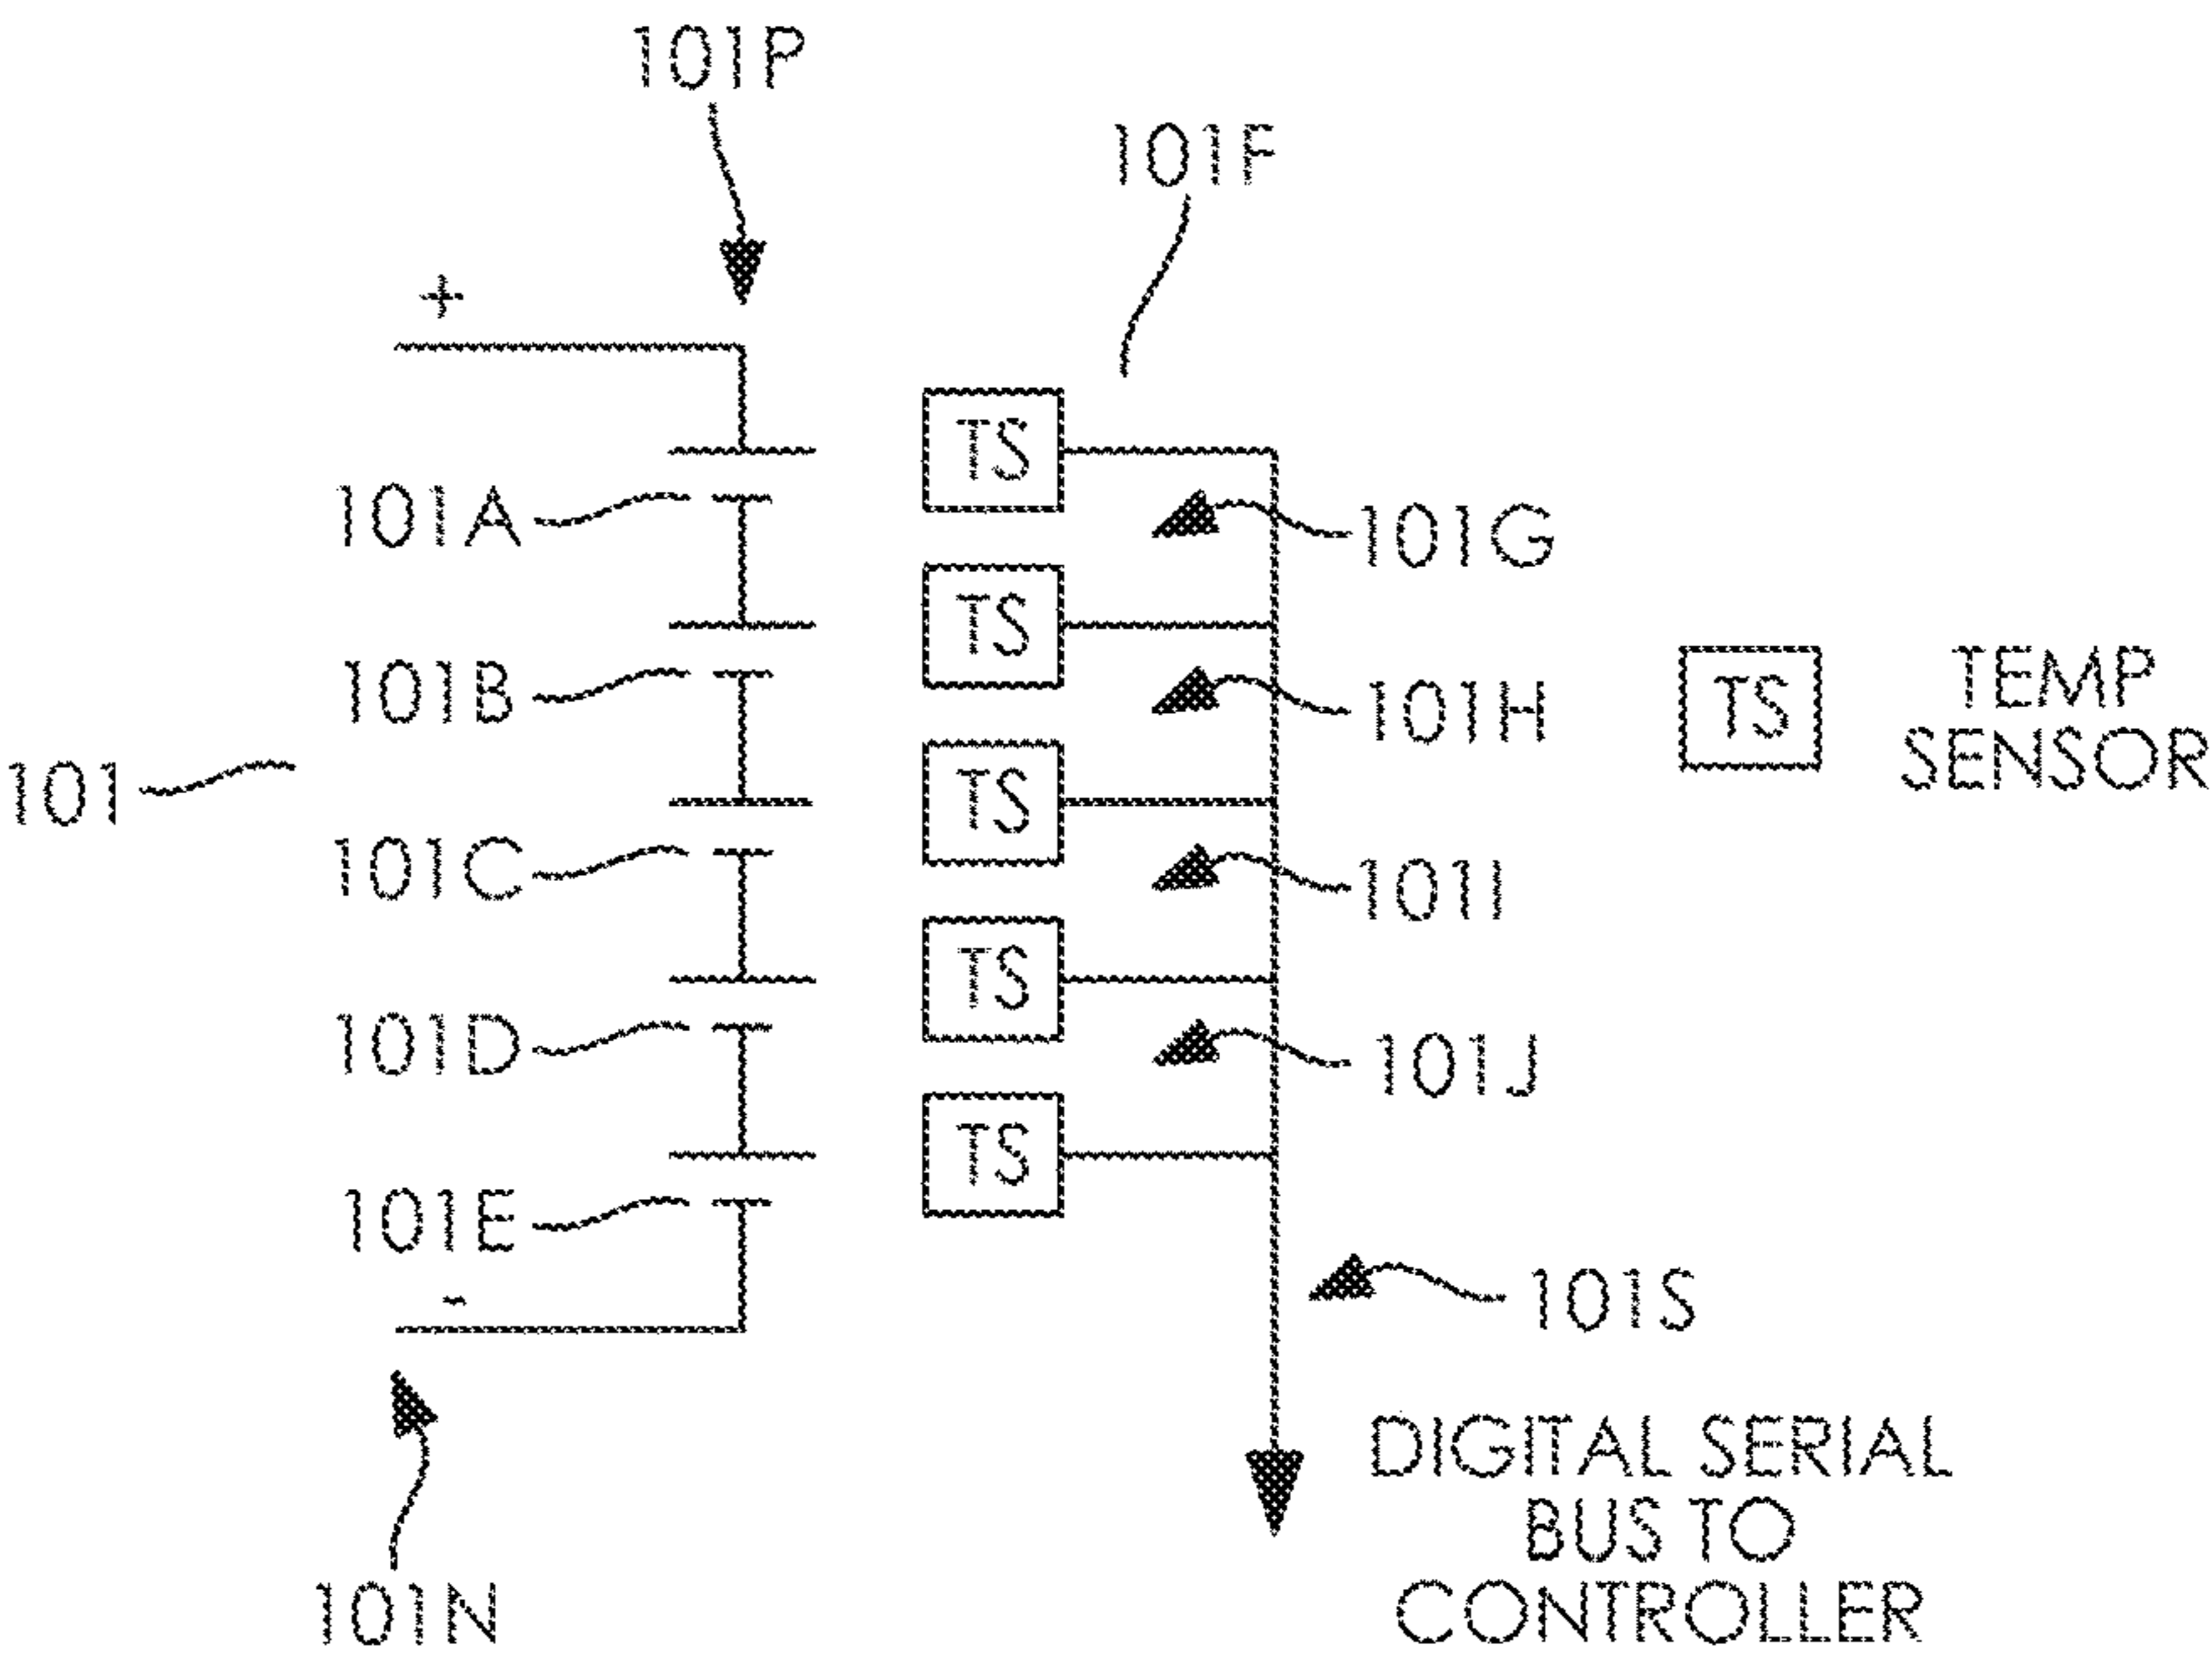 101P
101F
+
TS
101A
101G
TS
101B
101H
TS TEMP
SENSOR
101
TS
101C
101I
TS
101D
101J
TS
101E
-
101S
101N
DIGITAL SERIAL
BUS TO
CONTROLLER